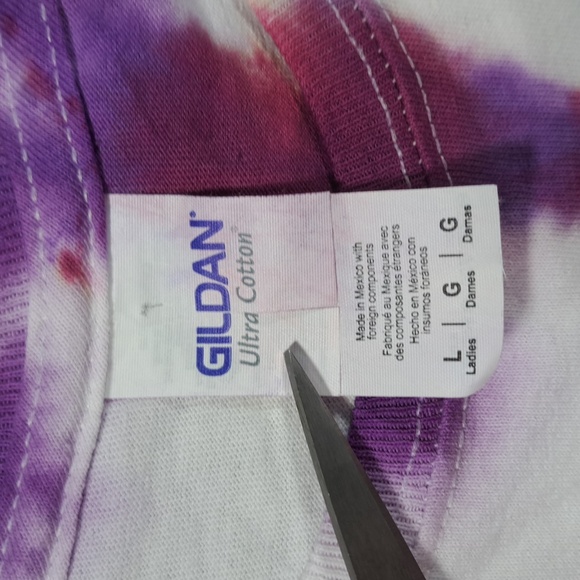 GILDAN®
Ultra Cotton®
Made in Mexico with
foreign components
Fabriqué au Mexique avec
des composantes étrangers
Hecho en México con
insumos foraneos
L | G | G
Ladies Dames Damas